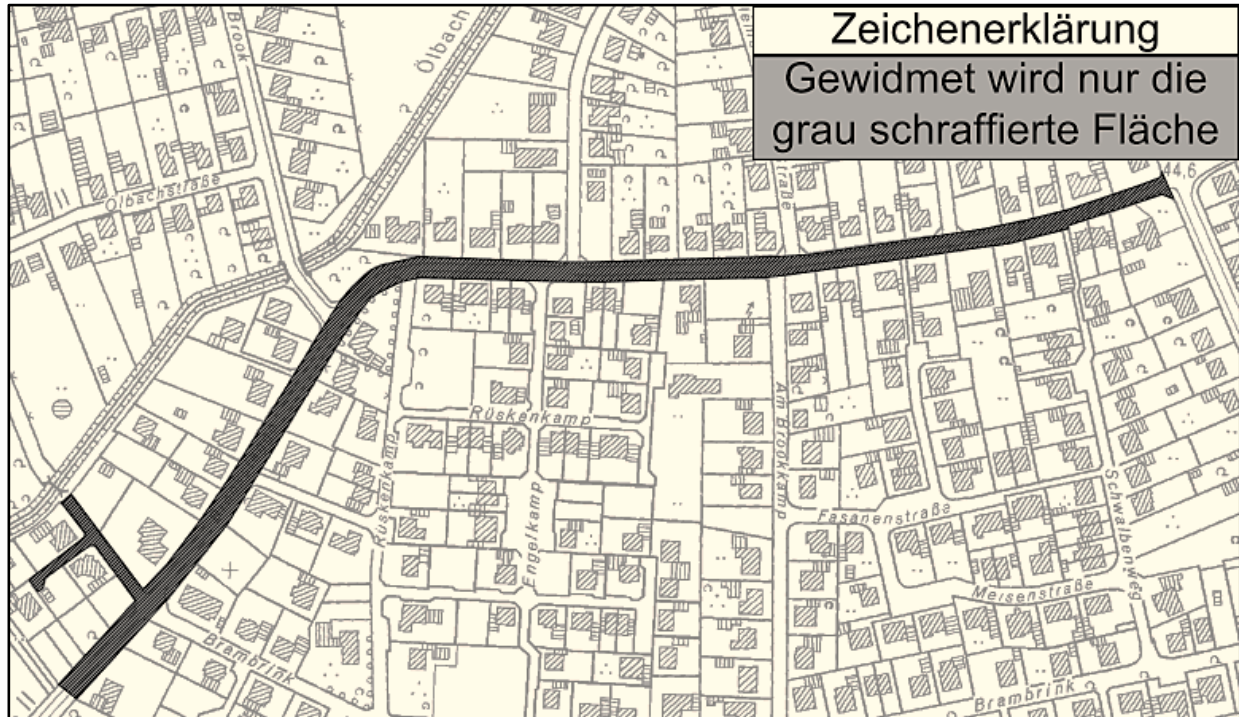 Zeichenerklärung
Gewidmet wird nur die
grau schraffierte Fläche
Brook
Ölbach
Ölbachstraße
straße
44,6
Rüskenkamp
Rüskenkamp
Engelkamp
Am Brookkamp
Fasanenstraße
Schwalbenweg
Meisenstraße
Brambrink
Brambrink